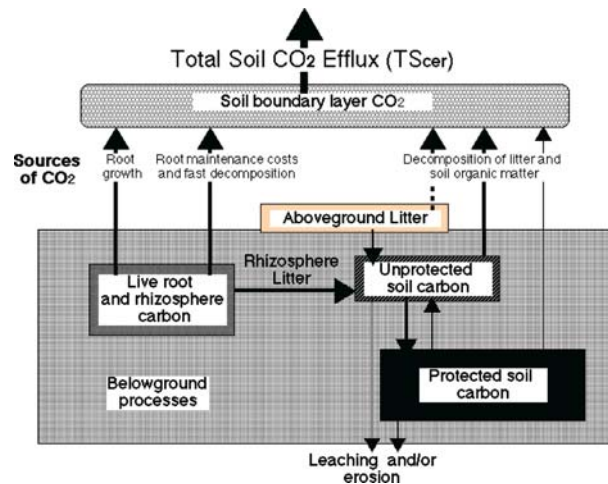 Total Soil CO2 Efflux (TScer)
Soil boundary layer CO2
Sources
of CO2
Root
growth
Root maintenance costs
and fast decomposition
Decomposition of litter and
soil organic matter
Aboveground Litter
Rhizosphere
Litter
Live root
and rhizosphere
carbon
Unprotected
soil carbon
Protected soil
carbon
Belowground
processes
Leaching and/or
erosion